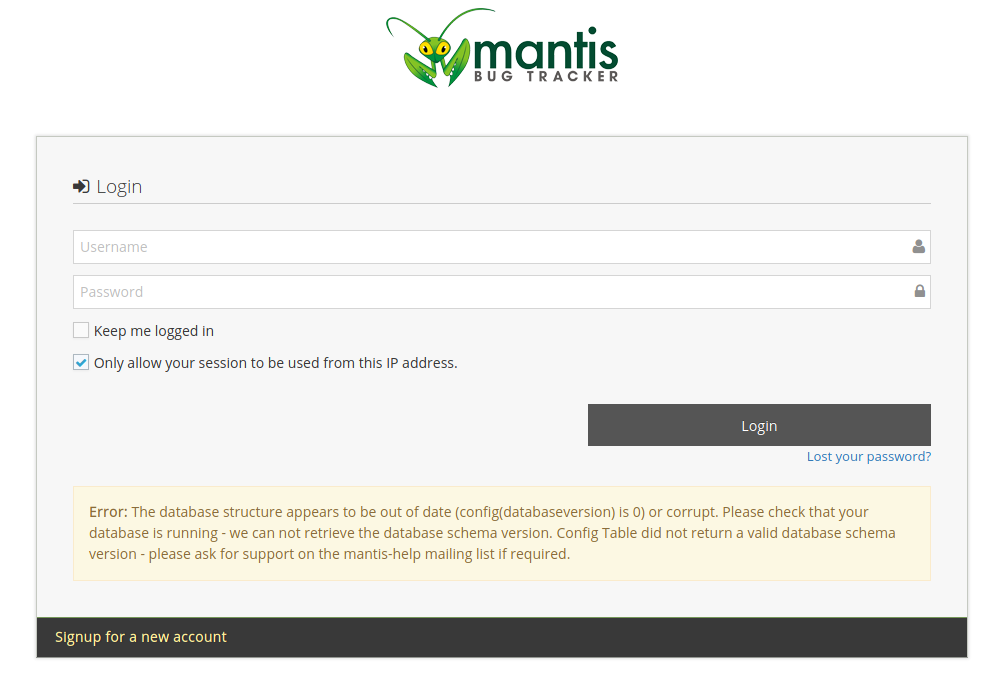 mantis
BUG TRACKER
Login
Username
Password
Keep me logged in
Only allow your session to be used from this IP address.
Login
Lost your password?
Error: The database structure appears to be out of date (config(databaseversion) is 0) or corrupt. Please check that your
database is running - we can not retrieve the database schema version. Config Table did not return a valid database schema
version - please ask for support on the mantis-help mailing list if required.
Signup for a new account